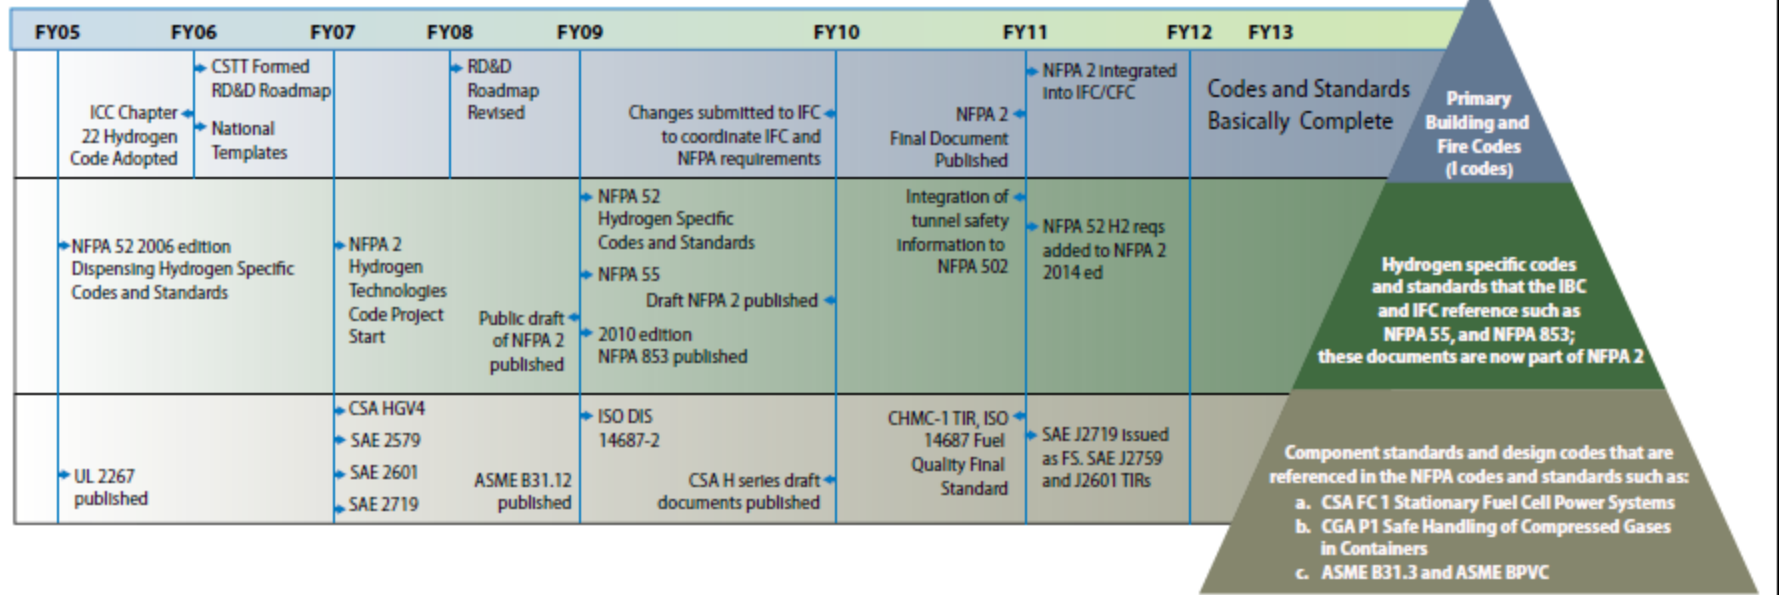 FY05 FY06 FY07 FY08 FY09 FY10 FY11 FY12 FY13
ICC Chapter
22 Hydrogen
Code Adopted
CSTT Formed
RD&D Roadmap
National
Templates
RD&D
Roadmap
Revised
Changes submitted to IFC
to coordinate IFC and
NFPA requirements
NFPA 2
Final Document
Published
NFPA 2 integrated
into IFC/CFC
Codes and Standards
Basically Complete
Primary
Building and
Fire Codes
(I codes)
NFPA 52 2006 edition
Dispensing Hydrogen Specific
Codes and Standards
NFPA 2
Hydrogen
Technologies
Code Project
Start
Public draft
of NFPA 2
published
NFPA 52
Hydrogen Specific
Codes and Standards
NFPA 55
Draft NFPA 2 published
2010 edition
NFPA 853 published
Integration of
tunnel safety
information to
NFPA 502
NFPA 52 H2 reqs
added to NFPA 2
2014 ed
Hydrogen specific codes
and standards that the IBC
and IFC reference such as
NFPA 55, and NFPA 853;
these documents are now part of NFPA 2
UL 2267
published
CSA HGV4
SAE 2579
SAE 2601
SAE 2719
ASME B31.12
published
ISO DIS
14687-2
CSA H series draft
documents published
CHMC-1 TIR, ISO
14687 Fuel
Quality Final
Standard
SAE J2719 issued
as FS. SAE J2759
and J2601 TIRs
Component standards and design codes that are
referenced in the NFPA codes and standards such as:
a. CSA FC 1 Stationary Fuel Cell Power Systems
b. CGA P1 Safe Handling of Compressed Gases
in Containers
c. ASME B31.3 and ASME BPVC